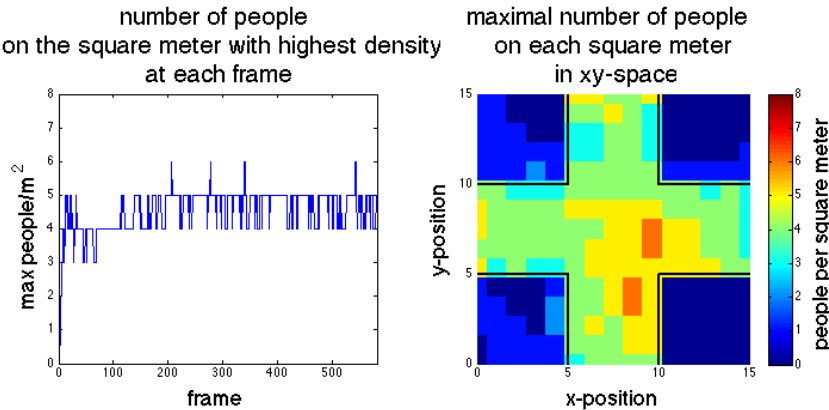 number of people
on the square meter with highest density
at each frame
8
7
6
5
4
3
2
1
0
max people/m²
0 100 200 300 400 500
frame
maximal number of people
on each square meter
in xy-space
15
10
5
0
y-position
0 5 10 15
x-position
8
7
6
5
4
3
2
1
0
people per square meter